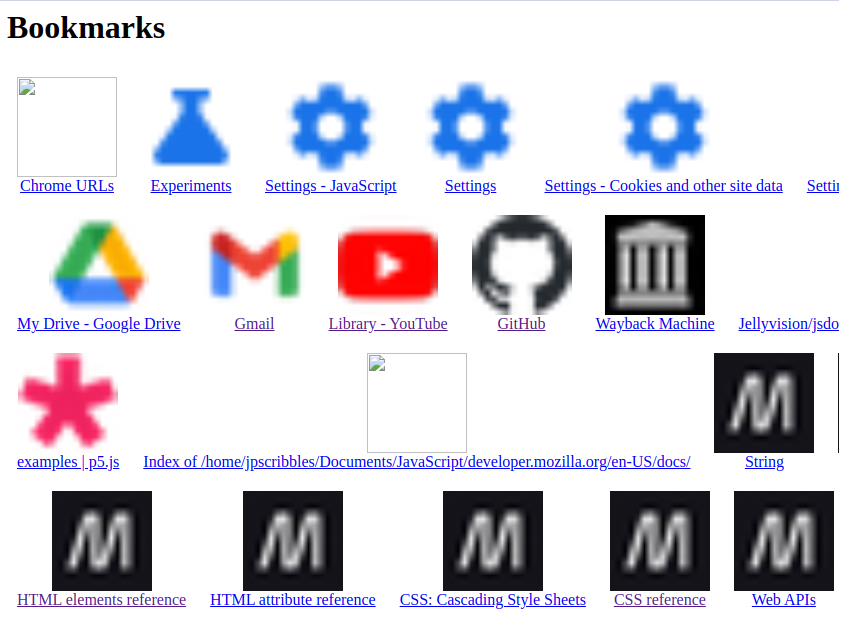 Bookmarks
Chrome URLs Experiments Settings - JavaScript Settings Settings - Cookies and other site data Settin
My Drive - Google Drive Gmail Library - YouTube GitHub Wayback Machine Jellyvision/jsdo
examples | p5.js Index of /home/jpscribbles/Documents/JavaScript/developer.mozilla.org/en-US/docs/ String
HTML elements reference HTML attribute reference CSS: Cascading Style Sheets CSS reference Web APIs